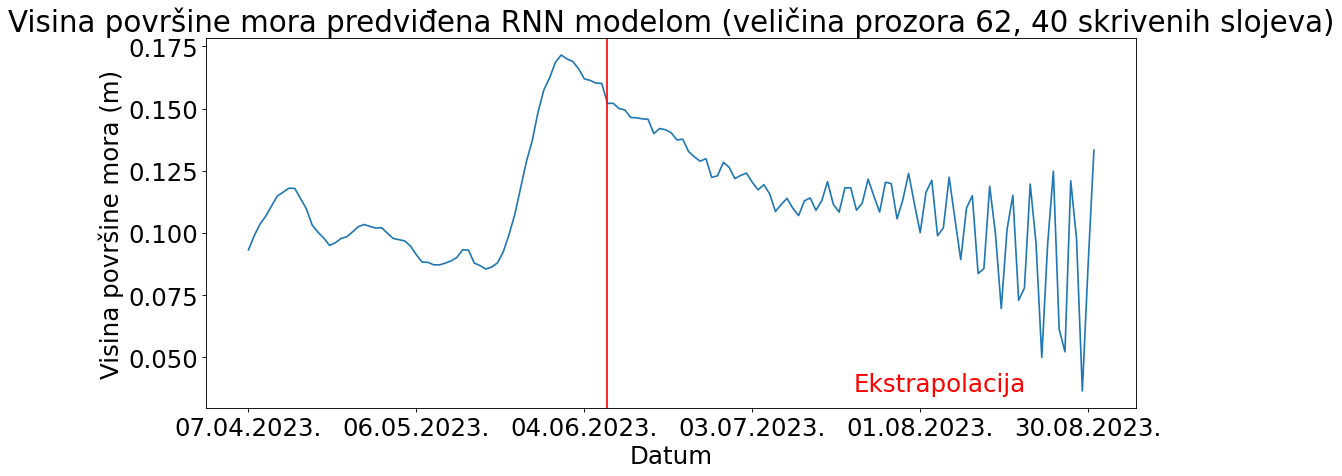 Visina površine mora predviđena RNN modelom (veličina prozora 62, 40 skrivenih slojeva)
Visina površine mora (m)
0.175
0.150
0.125
0.100
0.075
0.050
Ekstrapolacija
07.04.2023. 06.05.2023. 04.06.2023. 03.07.2023. 01.08.2023. 30.08.2023.
Datum